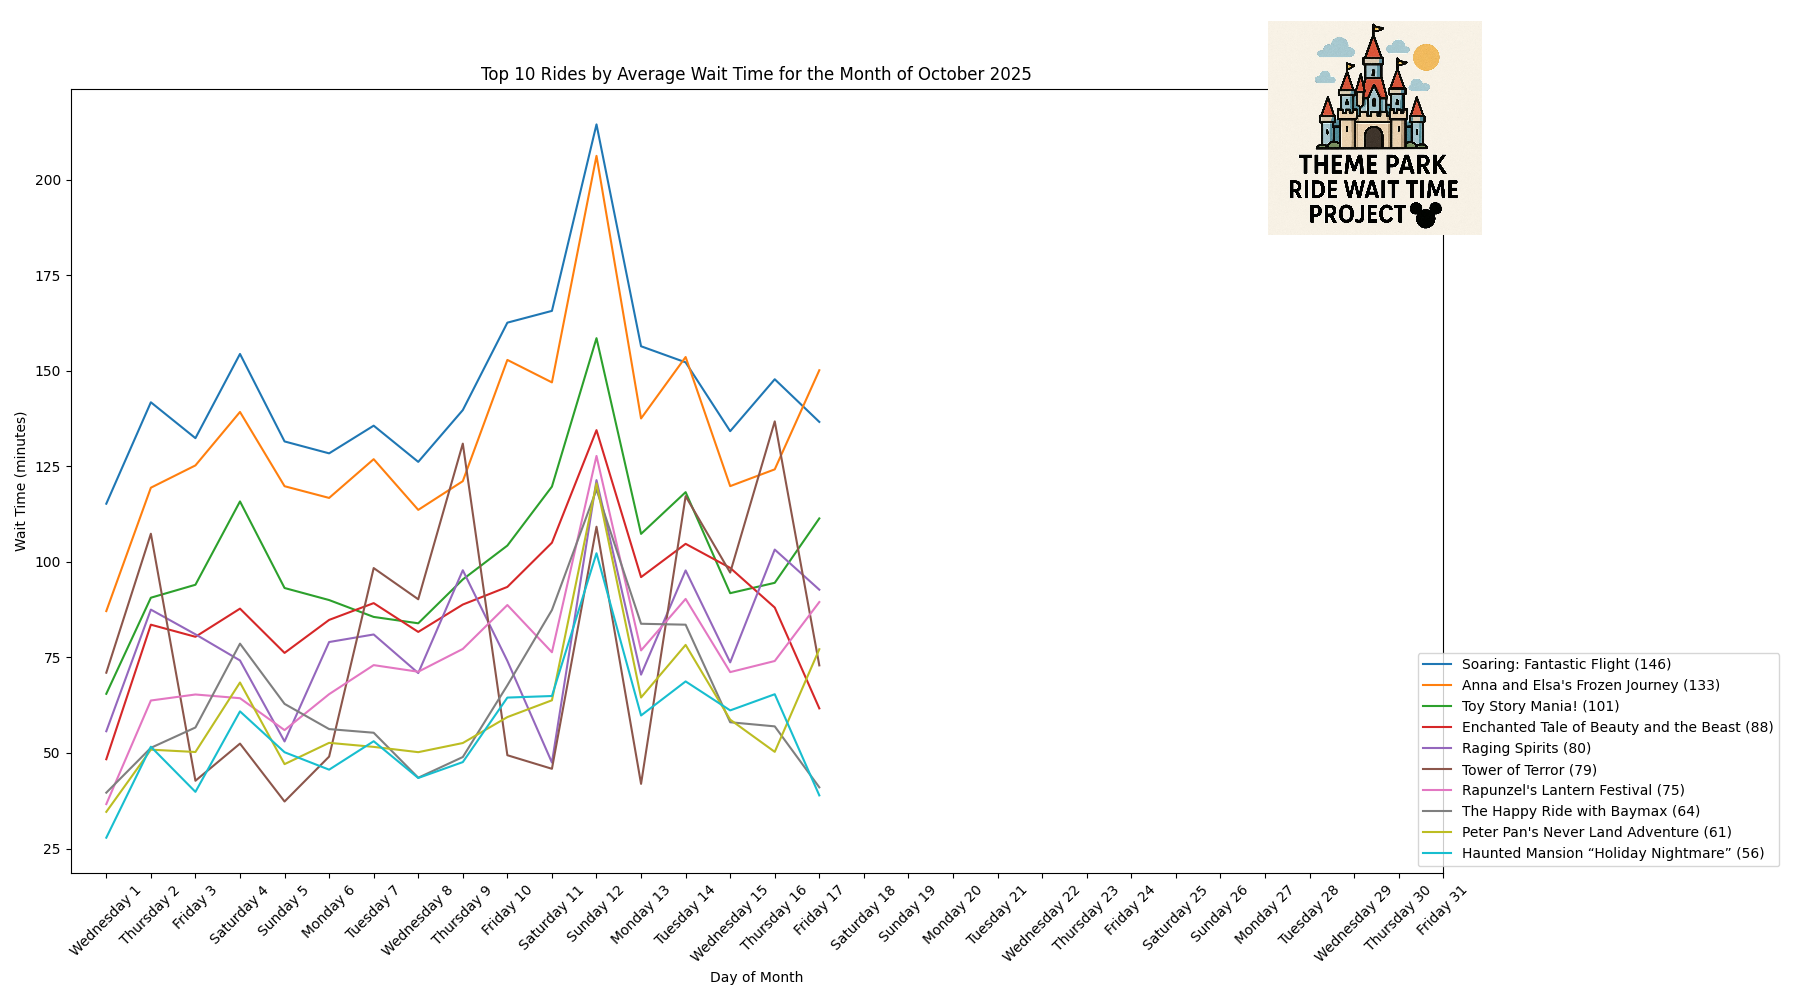 THEME PARK
RIDE WAIT TIME
PROJECT
Top 10 Rides by Average Wait Time for the Month of October 2025
Wait Time (minutes)
200
175
150
125
100
75
50
25
Soaring: Fantastic Flight (146)
Anna and Elsa's Frozen Journey (133)
Toy Story Mania! (101)
Enchanted Tale of Beauty and the Beast (88)
Raging Spirits (80)
Tower of Terror (79)
Rapunzel's Lantern Festival (75)
The Happy Ride with Baymax (64)
Peter Pan's Never Land Adventure (61)
Haunted Mansion “Holiday Nightmare” (56)
Wednesday 1
Thursday 2
Friday 3
Saturday 4
Sunday 5
Monday 6
Tuesday 7
Wednesday 8
Thursday 9
Friday 10
Saturday 11
Sunday 12
Monday 13
Tuesday 14
Wednesday 15
Thursday 16
Friday 17
Saturday 18
Sunday 19
Monday 20
Tuesday 21
Wednesday 22
Thursday 23
Friday 24
Saturday 25
Sunday 26
Monday 27
Tuesday 28
Wednesday 29
Thursday 30
Friday 31
Day of Month